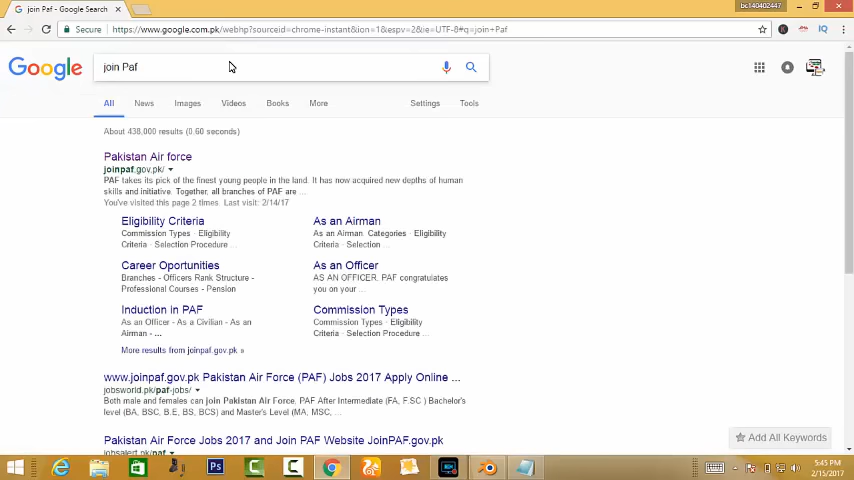 join Paf - Google Search
bc140402447
Secure https://www.google.com.pk/webhp?sourceid=chrome-instant&ion=1&espv=2&ie=UTF-8#q=join+Paf
IQ
Google
join Paf
All News Images Videos Books More Settings Tools
About 438,000 results (0.60 seconds)
Pakistan Air force
joinpaf.gov.pk/
PAF takes its pick of the finest young people in the land. It has now acquired new depths of human
skills and initiative. Together, all branches of PAF are ...
You've visited this page 2 times. Last visit: 2/14/17
Eligibility Criteria
Commission Types · Eligibility
Criteria · Selection Procedure ...
As an Airman
As an Airman. Categories · Eligibility
Criteria · Selection ...
Career Oportunities
Branches - Officers Rank Structure -
Professional Courses - Pension
As an Officer
AS AN OFFICER. PAF congratulates
you on your ...
Induction in PAF
As an Officer - As a Civilian - As an
Airman - ...
Commission Types
Commission Types · Eligibility
Criteria · Selection Procedure ...
More results from joinpaf.gov.pk »
www.joinpaf.gov.pk Pakistan Air Force (PAF) Jobs 2017 Apply Online ...
jobsworld.pk/paf-jobs/
Both male and females can join Pakistan Air Force. PAF After Intermediate (FA, F.SC ) Bachelor's
level (BA, BSC, B.E, BS, BCS) and Master's Level (MA, MSC, ...
Pakistan Air Force Jobs 2017 and Join PAF Website JoinPAF.gov.pk
jobsalert.pk/paf
Add All Keywords
Ps
5:45 PM
2/15/2017